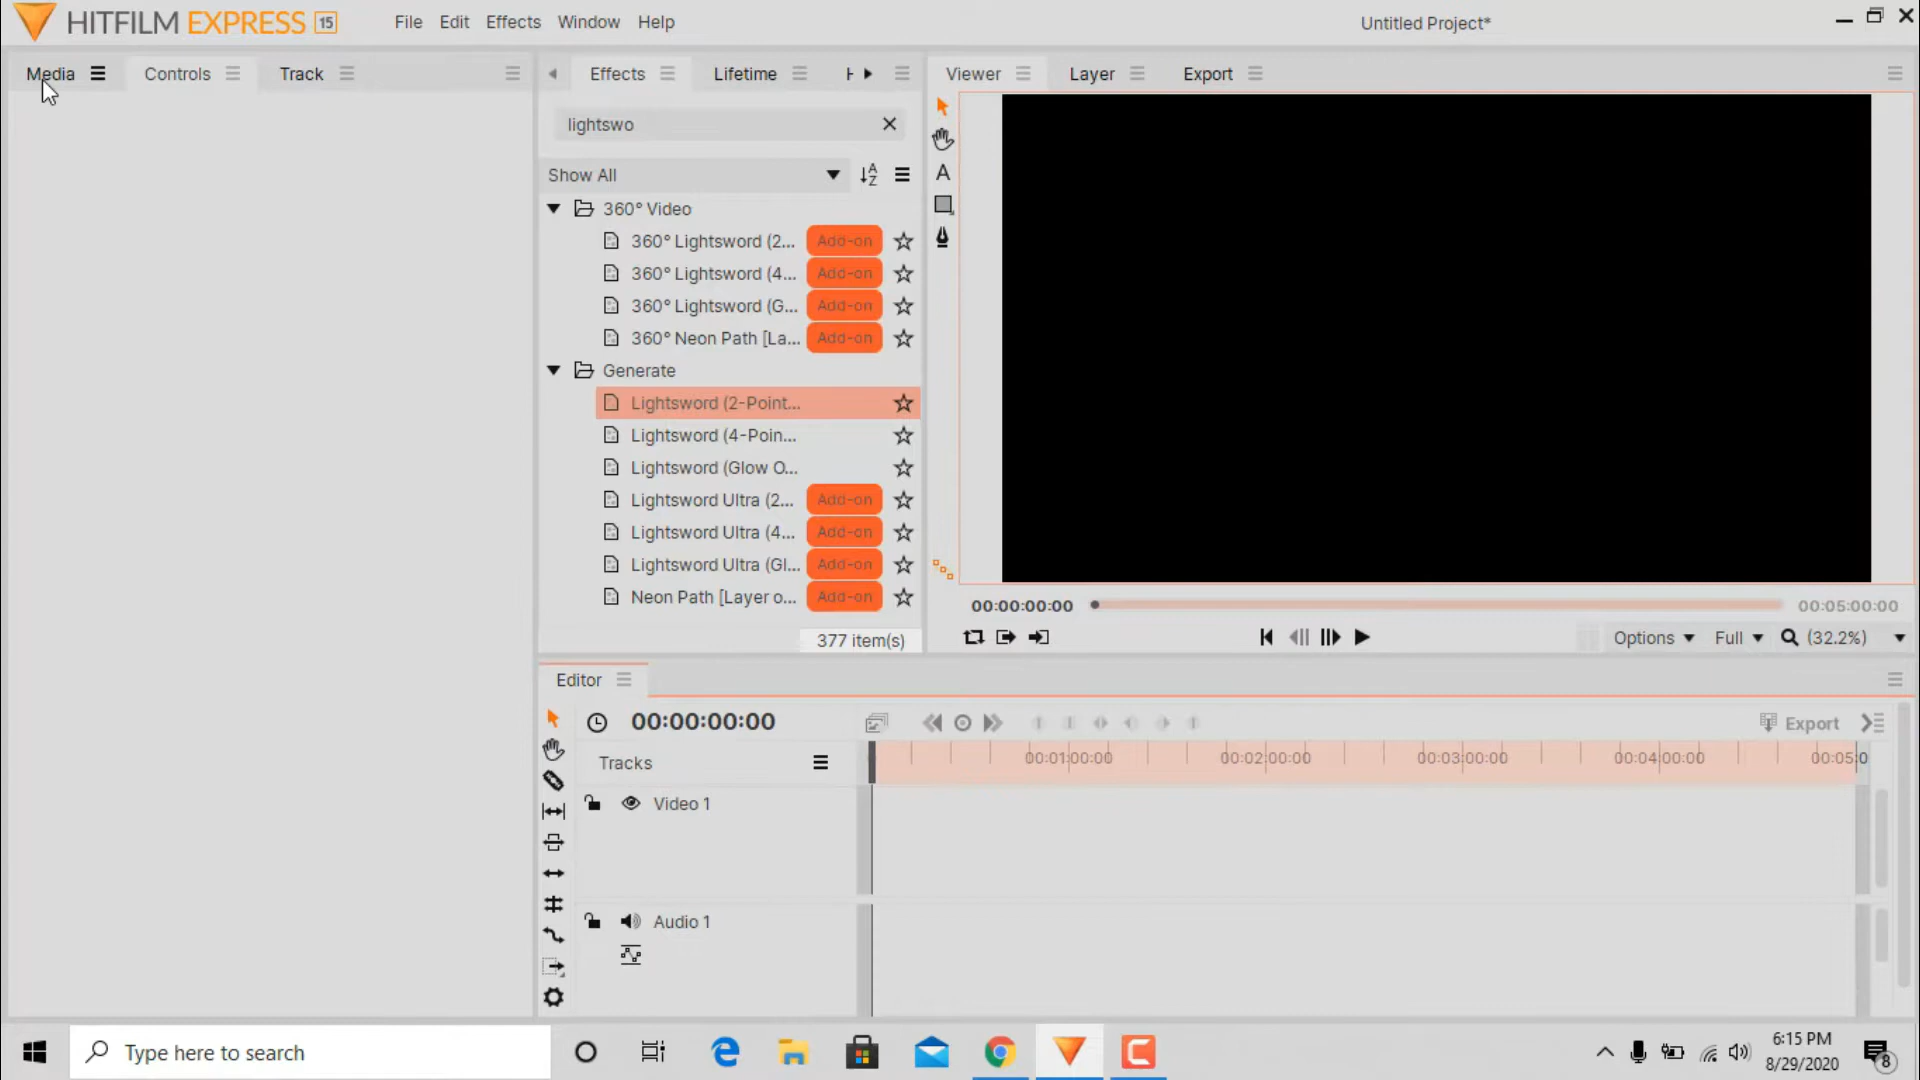 HITFILM EXPRESS 15
File Edit Effects Window Help
Untitled Project*
Media
Controls
Track
Effects
Lifetime
Viewer
Layer
Export
lightswo
Show All
360° Video
360° Lightsword (2... Add-on
360° Lightsword (4... Add-on
360° Lightsword (G... Add-on
360° Neon Path [La... Add-on
Generate
Lightsword (2-Point...
Lightsword (4-Poin...
Lightsword (Glow O...
Lightsword Ultra (2... Add-on
Lightsword Ultra (4... Add-on
Lightsword Ultra (Gl... Add-on
Neon Path [Layer o... Add-on
377 item(s)
A
00:00:00:00
00:05:00:00
Options
Full
(32.2%)
Editor
00:00:00:00
Export
Tracks
00:01:00:00 00:02:00:00 00:03:00:00 00:04:00:00 00:05:0
Video 1
Audio 1
Type here to search
6:15 PM
8/29/2020
8